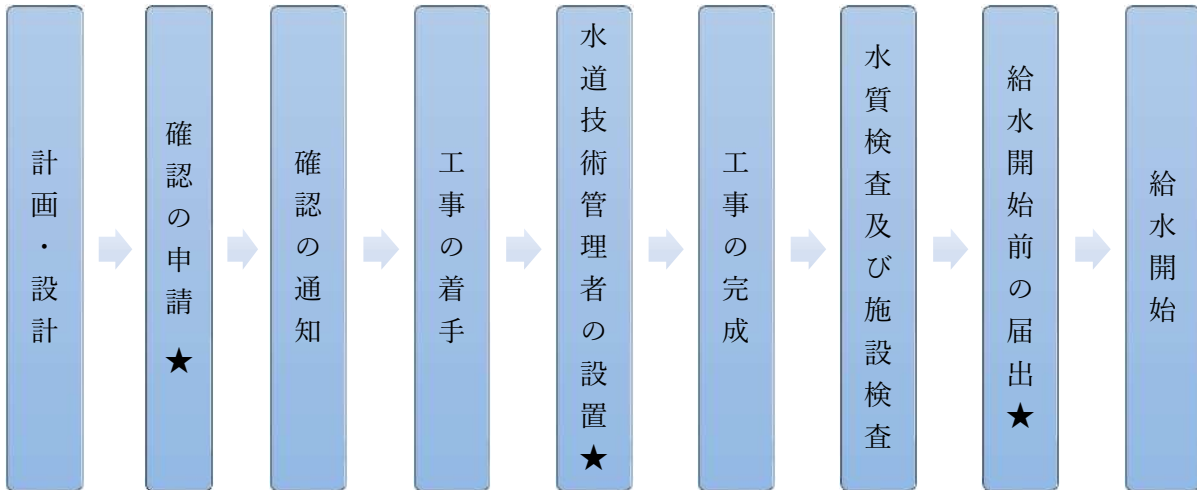 計画・設計
確認の申請 ★
確認の通知
工事の着手
水道技術管理者の設置★
工事の完成
水質検査及び施設検査
給水開始前の届出★
給水開始